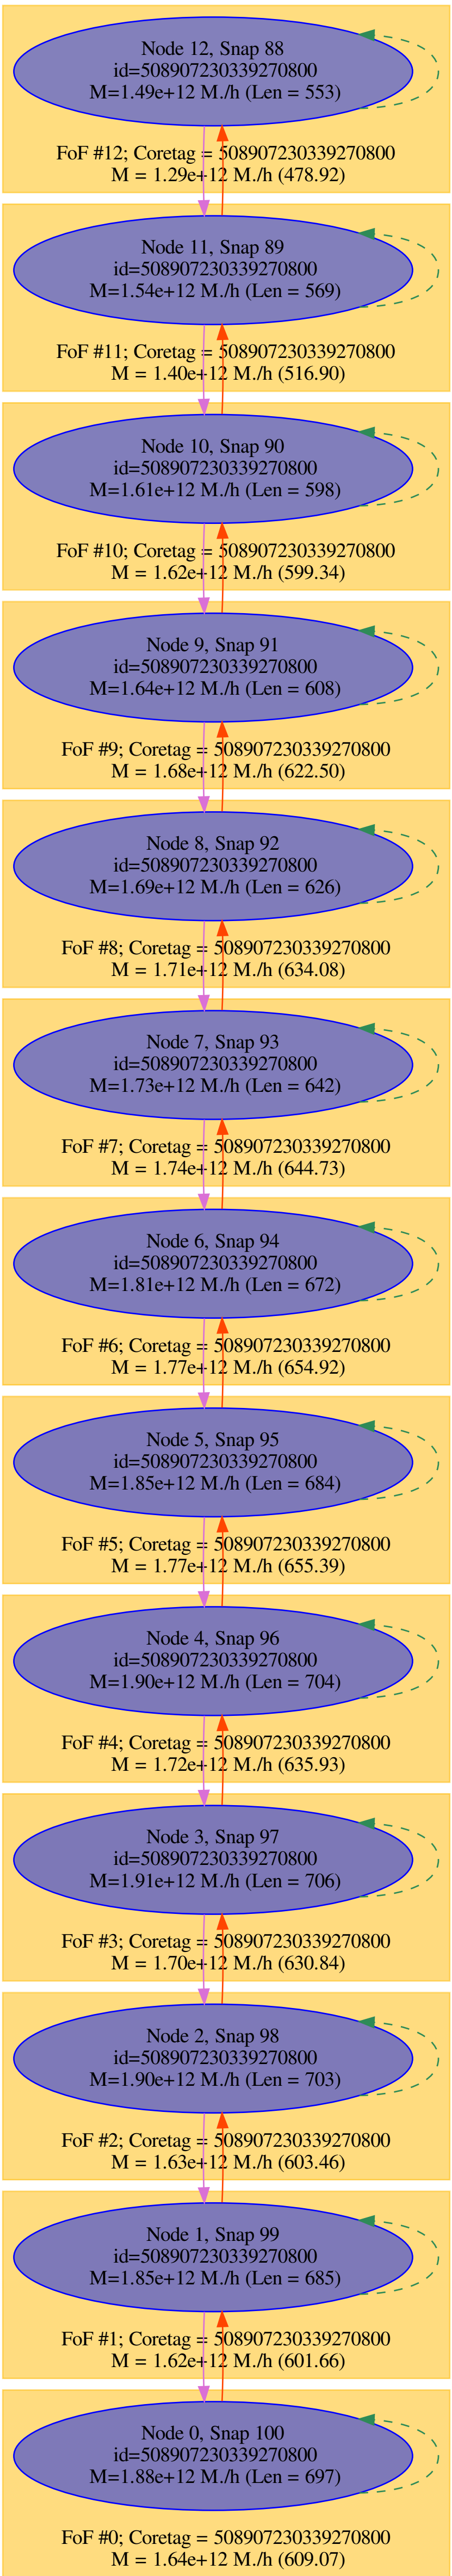 Node 12, Snap 88
id=508907230339270800
M=1.49e+12 M./h (Len = 553)
FoF #12; Coretag = 508907230339270800
M = 1.29e+12 M./h (478.92)
Node 11, Snap 89
id=508907230339270800
M=1.54e+12 M./h (Len = 569)
FoF #11; Coretag = 508907230339270800
M = 1.40e+12 M./h (516.90)
Node 10, Snap 90
id=508907230339270800
M=1.61e+12 M./h (Len = 598)
FoF #10; Coretag = 508907230339270800
M = 1.62e+12 M./h (599.34)
Node 9, Snap 91
id=508907230339270800
M=1.64e+12 M./h (Len = 608)
FoF #9; Coretag = 508907230339270800
M = 1.68e+12 M./h (622.50)
Node 8, Snap 92
id=508907230339270800
M=1.69e+12 M./h (Len = 626)
FoF #8; Coretag = 508907230339270800
M = 1.71e+12 M./h (634.08)
Node 7, Snap 93
id=508907230339270800
M=1.73e+12 M./h (Len = 642)
FoF #7; Coretag = 508907230339270800
M = 1.74e+12 M./h (644.73)
Node 6, Snap 94
id=508907230339270800
M=1.81e+12 M./h (Len = 672)
FoF #6; Coretag = 508907230339270800
M = 1.77e+12 M./h (654.92)
Node 5, Snap 95
id=508907230339270800
M=1.85e+12 M./h (Len = 684)
FoF #5; Coretag = 508907230339270800
M = 1.77e+12 M./h (655.39)
Node 4, Snap 96
id=508907230339270800
M=1.90e+12 M./h (Len = 704)
FoF #4; Coretag = 508907230339270800
M = 1.72e+12 M./h (635.93)
Node 3, Snap 97
id=508907230339270800
M=1.91e+12 M./h (Len = 706)
FoF #3; Coretag = 508907230339270800
M = 1.70e+12 M./h (630.84)
Node 2, Snap 98
id=508907230339270800
M=1.90e+12 M./h (Len = 703)
FoF #2; Coretag = 508907230339270800
M = 1.63e+12 M./h (603.46)
Node 1, Snap 99
id=508907230339270800
M=1.85e+12 M./h (Len = 685)
FoF #1; Coretag = 508907230339270800
M = 1.62e+12 M./h (601.66)
Node 0, Snap 100
id=508907230339270800
M=1.88e+12 M./h (Len = 697)
FoF #0; Coretag = 508907230339270800
M = 1.64e+12 M./h (609.07)